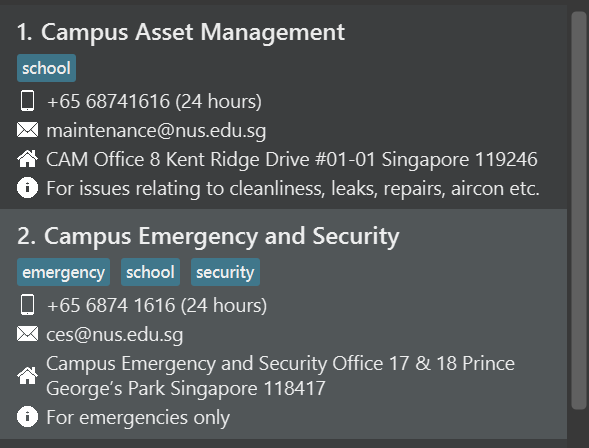 1. Campus Asset Management
school
+65 68741616 (24 hours)
maintenance@nus.edu.sg
CAM Office 8 Kent Ridge Drive #01-01 Singapore 119246
For issues relating to cleanliness, leaks, repairs, aircon etc.
2. Campus Emergency and Security
emergency school security
+65 6874 1616 (24 hours)
ces@nus.edu.sg
Campus Emergency and Security Office 17 & 18 Prince
George’s Park Singapore 118417
For emergencies only